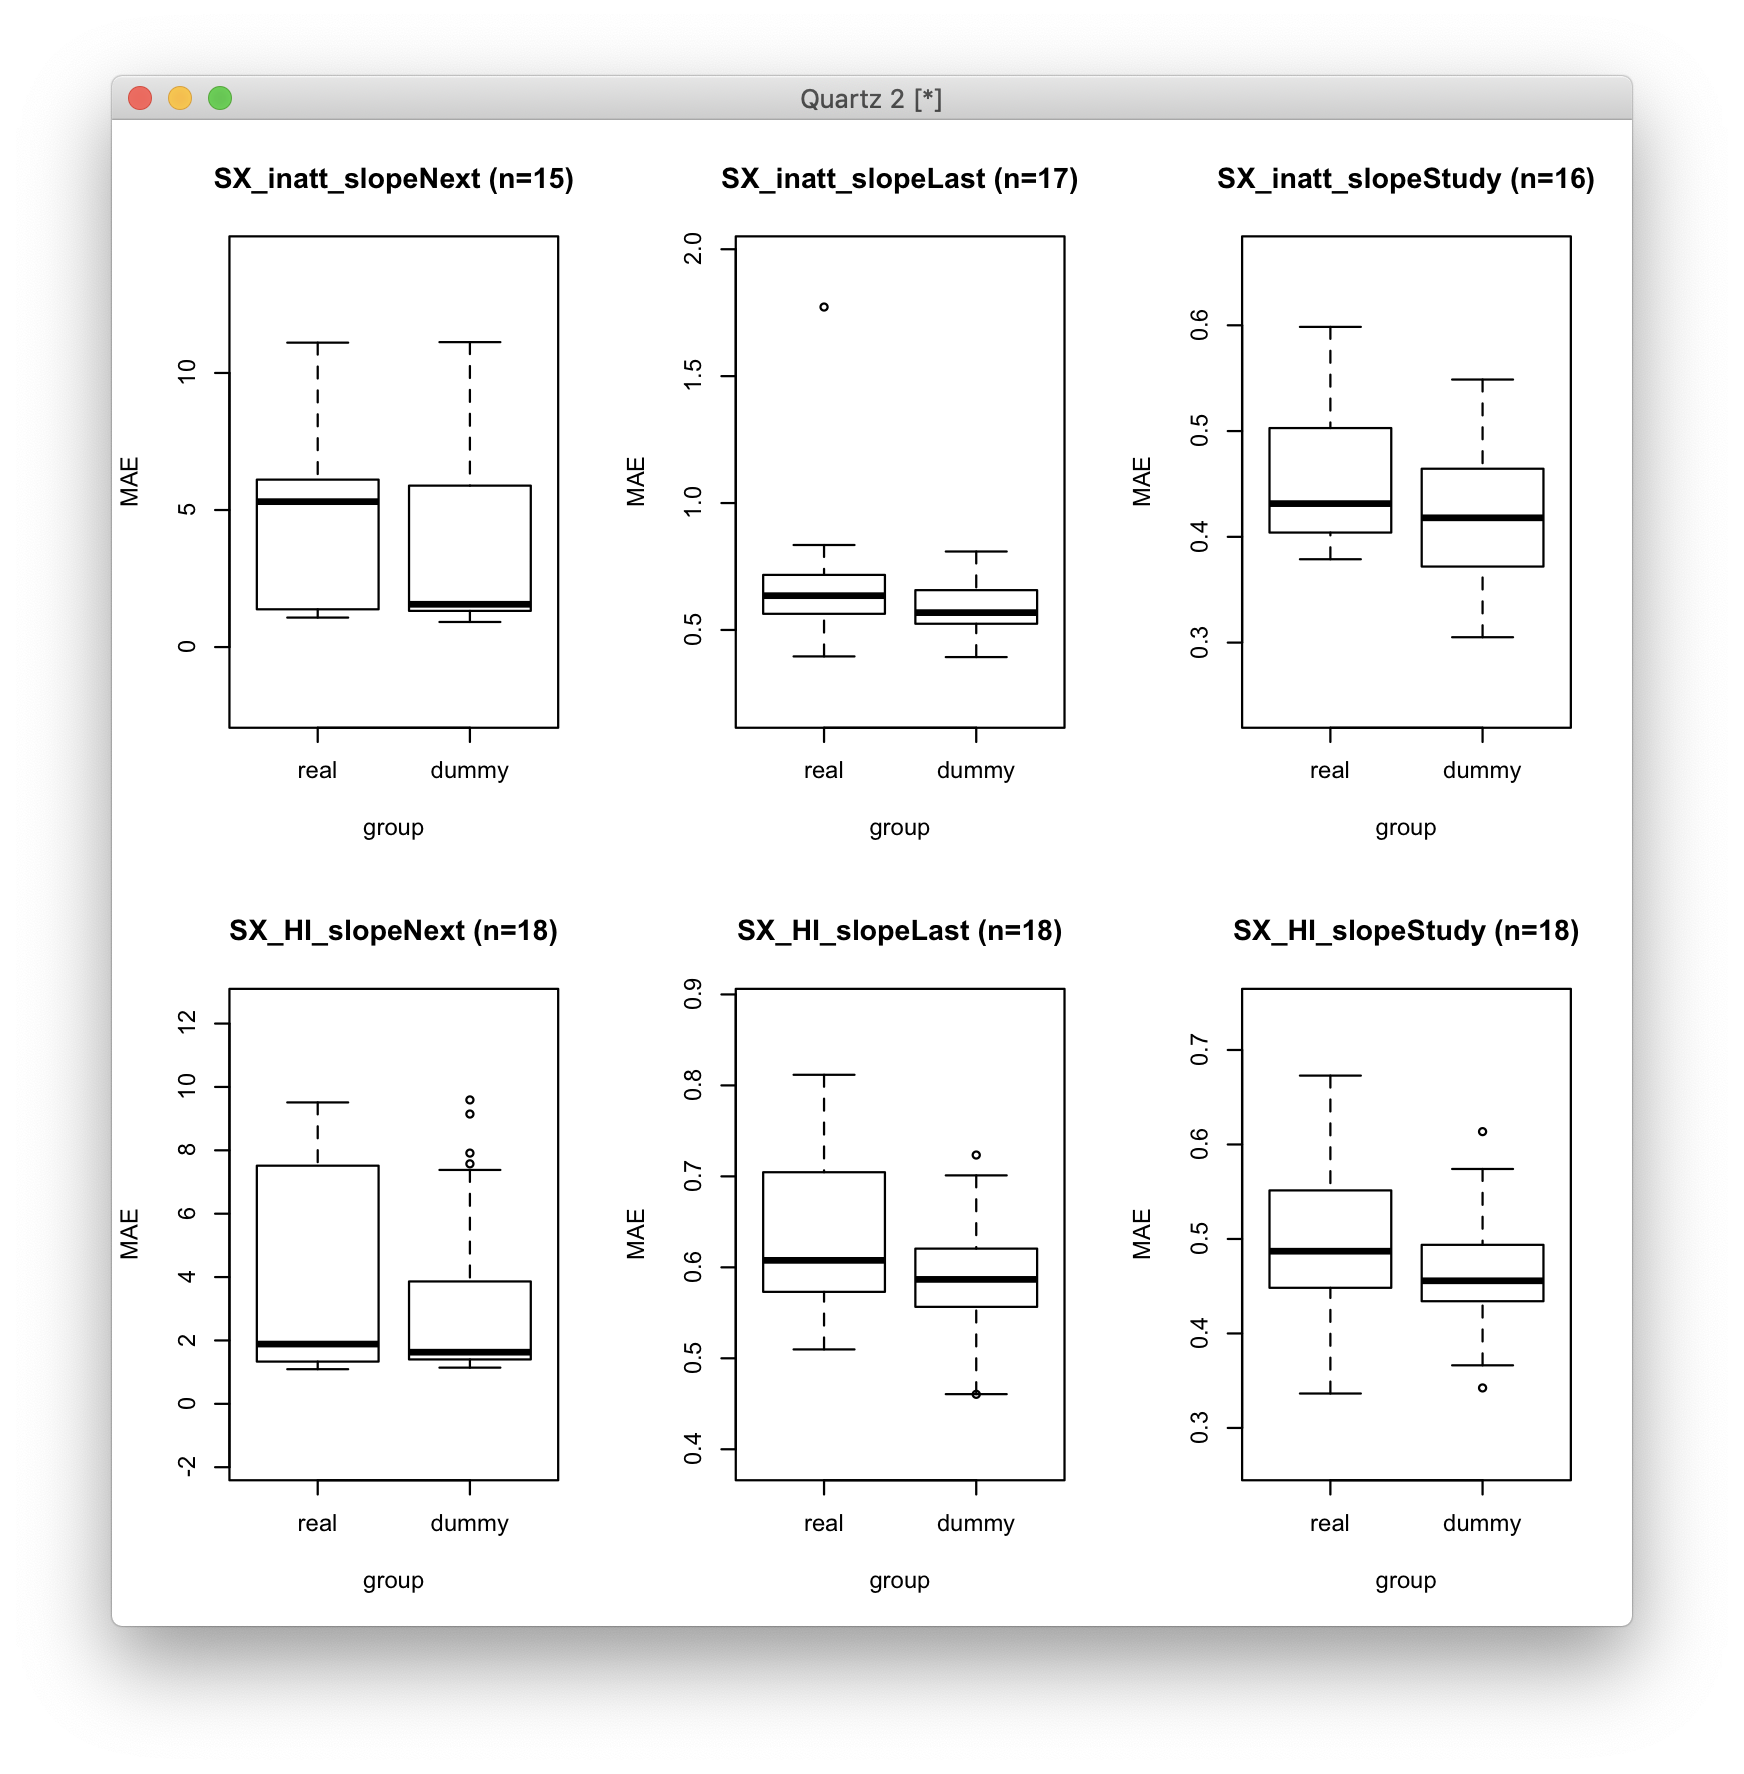 Quartz 2 [*]
SX_inatt_slopeNext (n=15)
MAE
10
5
0
real dummy
group
SX_inatt_slopeLast (n=17)
MAE
2.0
1.5
1.0
0.5
real dummy
group
SX_inatt_slopeStudy (n=16)
MAE
0.6
0.5
0.4
0.3
real dummy
group
SX_HI_slopeNext (n=18)
MAE
12
10
8
6
4
2
0
-2
real dummy
group
SX_HI_slopeLast (n=18)
MAE
0.9
0.8
0.7
0.6
0.5
0.4
real dummy
group
SX_HI_slopeStudy (n=18)
MAE
0.7
0.6
0.5
0.4
0.3
real dummy
group